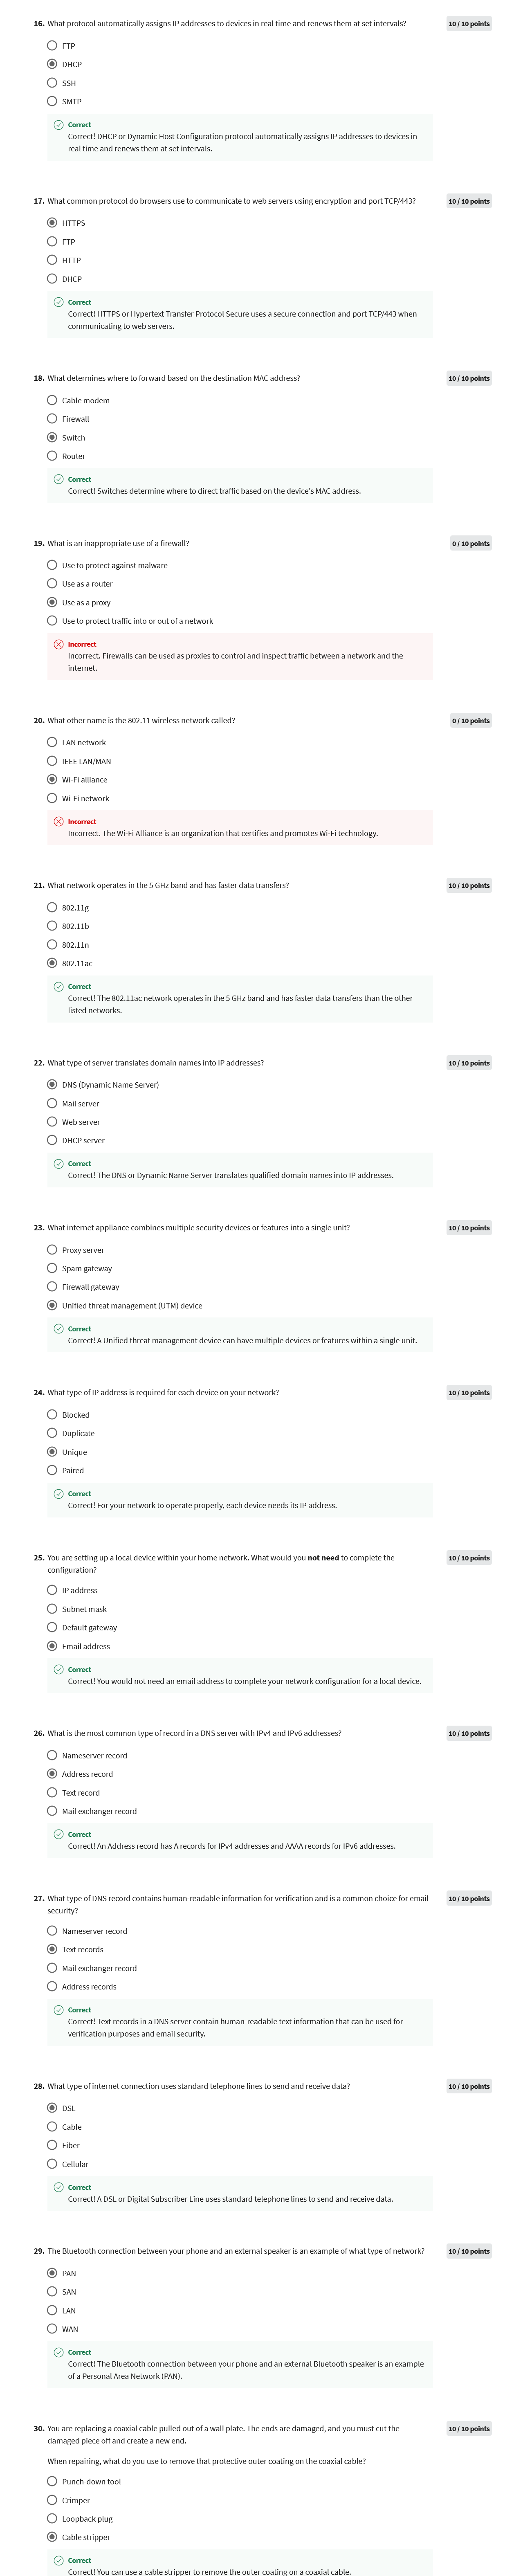 16. What protocol automatically assigns IP addresses to devices in real time and renews them at set intervals?
10 / 10 points
FTP
DHCP
SSH
SMTP
Correct
Correct! DHCP or Dynamic Host Configuration protocol automatically assigns IP addresses to devices in
real time and renews them at set intervals.
17. What common protocol do browsers use to communicate to web servers using encryption and port TCP/443?
10 / 10 points
HTTPS
FTP
HTTP
DHCP
Correct
Correct! HTTPS or Hypertext Transfer Protocol Secure uses a secure connection and port TCP/443 when
communicating to web servers.
18. What determines where to forward based on the destination MAC address?
10 / 10 points
Cable modem
Firewall
Switch
Router
Correct
Correct! Switches determine where to direct traffic based on the device's MAC address.
19. What is an inappropriate use of a firewall?
0 / 10 points
Use to protect against malware
Use as a router
Use as a proxy
Use to protect traffic into or out of a network
Incorrect
Incorrect. Firewalls can be used as proxies to control and inspect traffic between a network and the
internet.
20. What other name is the 802.11 wireless network called?
0 / 10 points
LAN network
IEEE LAN/MAN
Wi-Fi alliance
Wi-Fi network
Incorrect
Incorrect. The Wi-Fi Alliance is an organization that certifies and promotes Wi-Fi technology.
21. What network operates in the 5 GHz band and has faster data transfers?
10 / 10 points
802.11g
802.11b
802.11n
802.11ac
Correct
Correct! The 802.11ac network operates in the 5 GHz band and has faster data transfers than the other
listed networks.
22. What type of server translates domain names into IP addresses?
10 / 10 points
DNS (Dynamic Name Server)
Mail server
Web server
DHCP server
Correct
Correct! The DNS or Dynamic Name Server translates qualified domain names into IP addresses.
23. What internet appliance combines multiple security devices or features into a single unit?
10 / 10 points
Proxy server
Spam gateway
Firewall gateway
Unified threat management (UTM) device
Correct
Correct! A Unified threat management device can have multiple devices or features within a single unit.
24. What type of IP address is required for each device on your network?
10 / 10 points
Blocked
Duplicate
Unique
Paired
Correct
Correct! For your network to operate properly, each device needs its IP address.
25. You are setting up a local device within your home network. What would you not need to complete the
configuration?
10 / 10 points
IP address
Subnet mask
Default gateway
Email address
Correct
Correct! You would not need an email address to complete your network configuration for a local device.
26. What is the most common type of record in a DNS server with IPv4 and IPv6 addresses?
10 / 10 points
Nameserver record
Address record
Text record
Mail exchanger record
Correct
Correct! An Address record has A records for IPv4 addresses and AAAA records for IPv6 addresses.
27. What type of DNS record contains human-readable information for verification and is a common choice for email
security?
10 / 10 points
Nameserver record
Text records
Mail exchanger record
Address records
Correct
Correct! Text records in a DNS server contain human-readable text information that can be used for
verification purposes and email security.
28. What type of internet connection uses standard telephone lines to send and receive data?
10 / 10 points
DSL
Cable
Fiber
Cellular
Correct
Correct! A DSL or Digital Subscriber Line uses standard telephone lines to send and receive data.
29. The Bluetooth connection between your phone and an external speaker is an example of what type of network?
10 / 10 points
PAN
SAN
LAN
WAN
Correct
Correct! The Bluetooth connection between your phone and an external Bluetooth speaker is an example
of a Personal Area Network (PAN).
30. You are replacing a coaxial cable pulled out of a wall plate. The ends are damaged, and you must cut the
damaged piece off and create a new end.
10 / 10 points
When repairing, what do you use to remove that protective outer coating on the coaxial cable?
Punch-down tool
Crimper
Loopback plug
Cable stripper
Correct
Correct! You can use a cable stripper to remove the outer coating on a coaxial cable.